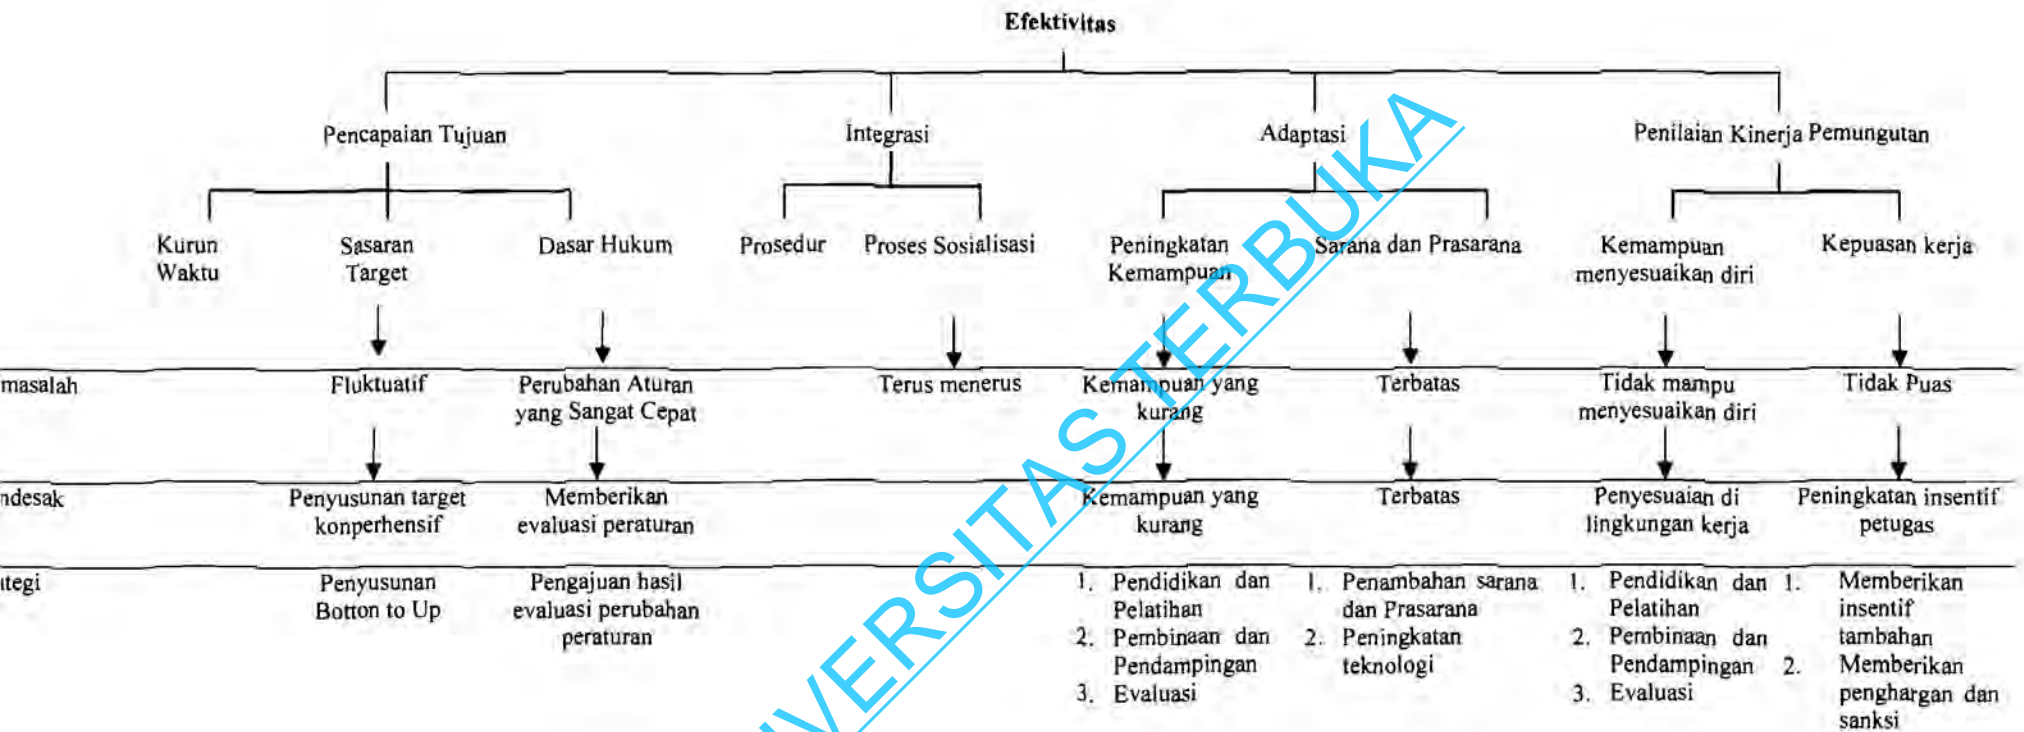 Efektivitas
Pencapaian Tujuan
Integrasi
Adaptasi
Penilaian Kinerja Pemungutan
Kurun
Waktu
Sasaran
Target
Dasar Hukum
Prosedur
Proses Sosialisasi
Peningkatan
Kemampuan
Sarana dan Prasarana
Kemampuan
menyesuaikan diri
Kepuasan kerja
masalah
Fluktuatif
Perubahan Aturan
yang Sangat Cepat
Terus menerus
Kemampuan yang
kurang
Terbatas
Tidak mampu
menyesuaikan diri
Tidak Puas
ndesak
Penyusunan target
konperhensif
Memberikan
evaluasi peraturan
Kemampuan yang
kurang
Terbatas
Penyesuaian di
lingkungan kerja
Peningkatan insentif
petugas
tegi
Penyusunan
Botton to Up
Pengajuan hasil
evaluasi perubahan
peraturan
1. Pendidikan dan
Pelatihan
2. Pembinaan dan
Pendampingan
3. Evaluasi
1. Penambahan sarana
dan Prasarana
2. Peningkatan
teknologi
1. Pendidikan dan
Pelatihan
2. Pembinaan dan
Pendampingan
3. Evaluasi
1. Memberikan
insentif
tambahan
2. Memberikan
penghargan dan
sanksi
VERSITAS TERBUKA